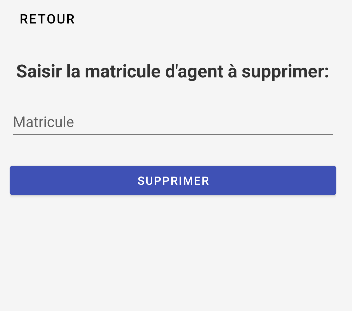 RETOUR
Saisir la matricule d'agent à supprimer:
Matricule
SUPPRIMER